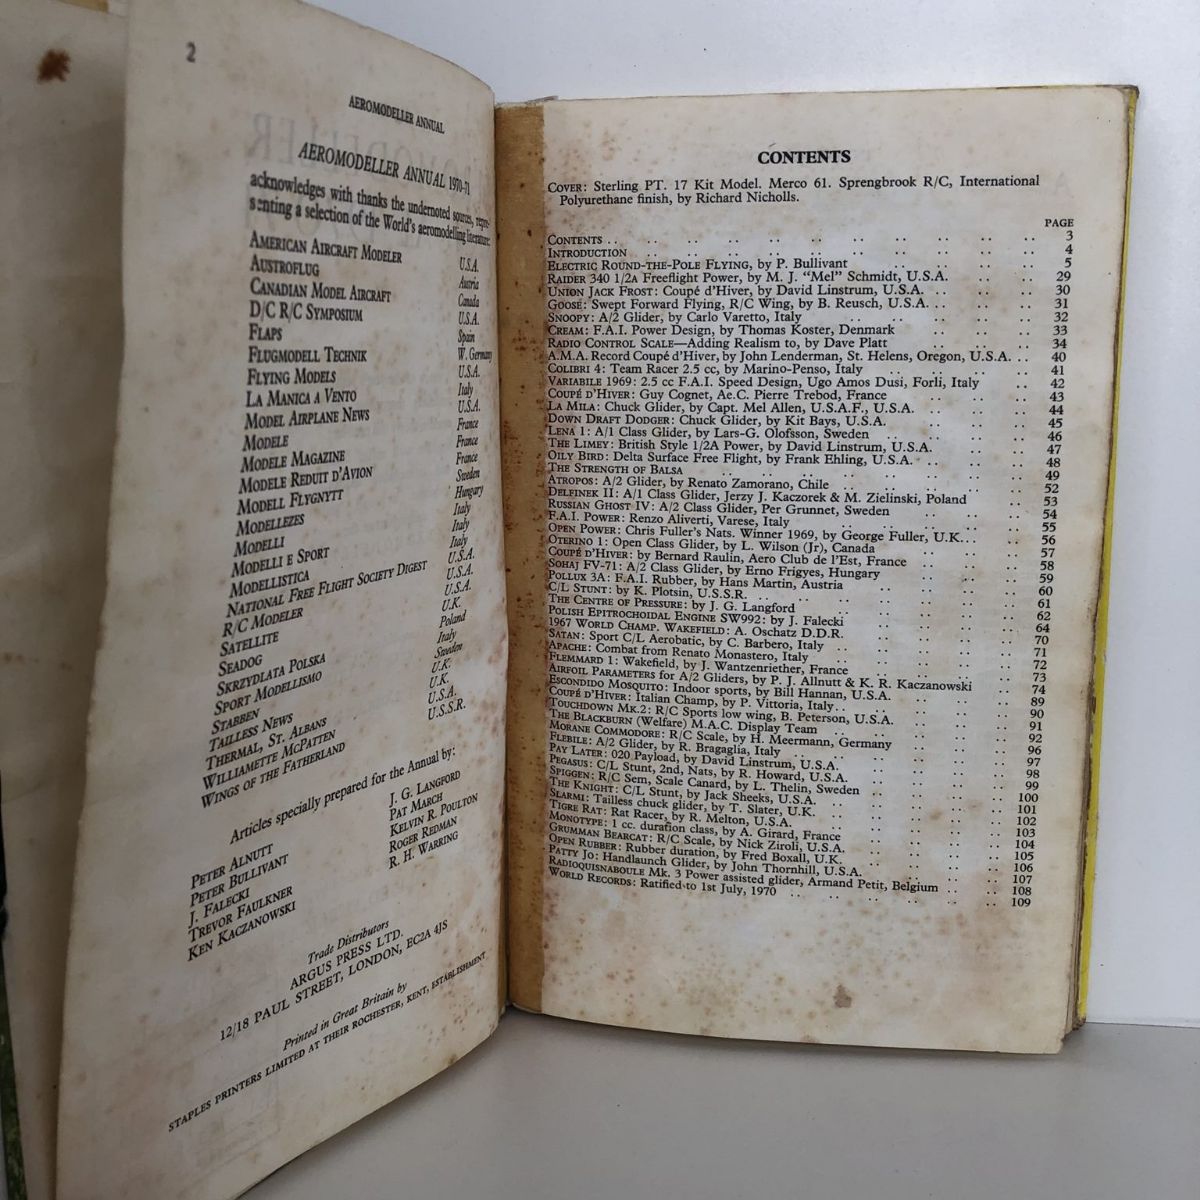 2
AEROMODELLER ANNUAL
AEROMODELLER ANNUAL 1970-71
acknowledges with thanks the undernoted sources, repre-
senting a selection of the World's aeromodelling literature:
AMERICAN AIRCRAFT MODELER U.S.A.
AUSTROFLUG Austria
CANADIAN MODEL AIRCRAFT Canada
D/C R/C SYMPOSIUM U.S.A.
FLAPS Spain
FLUGMODELL TECHNIK W. Germany
FLYING MODELS U.S.A.
LA MANICA A VENTO Italy
MODEL AIRPLANE NEWS U.S.A.
MODELE France
MODELE MAGAZINE France
MODELE REDUIT D'AVION France
MODELL FLYGNYTT Sweden
MODELLEZES Hungary
MODELLI Italy
MODELLI E SPORT Italy
MODELLISTICA Italy
NATIONAL FREE FLIGHT SOCIETY DIGEST U.S.A.
R/C MODELER U.S.A.
SATELLITE U.S.A.
SEADOG U.K.
SKRZYDLATA POLSKA Poland
SPORT MODELLISMO Italy
STABBEN Sweden
TAILLESS NEWS U.K.
THERMAL, ST. ALBANS U.K.
WILLIAMETTE MCPATTEN U.S.A.
WINGS OF THE FATHERLAND U.S.S.R.
Articles specially prepared for the Annual by:
PETER ALNUTT J. G. LANGFORD
PETER BULLIVANT PAT MARCH
J. FALECKI KELVIN R. POULTON
TREVOR FAULKNER ROGER REDMAN
KEN KACZANOWSKI R. H. WARRING
Trade Distributors
ARGUS PRESS LTD.
12/18 PAUL STREET, LONDON, EC2A 4JS
Printed in Great Britain by
STAPLES PRINTERS LIMITED AT THEIR ROCHESTER, KENT, ESTABLISHMENT
CONTENTS
COVER: Sterling PT. 17 Kit Model. Merco 61. Sprengbrook R/C, International
Polyurethane finish, by Richard Nicholls.
PAGE
CONTENTS .. 3
INTRODUCTION .. 4
ELECTRIC ROUND-THE-POLE FLYING, by P. Bullivant .. 5
RAIDER 340 1/2a Freeflight Power, by M. J. "Mel" Schmidt, U.S.A. 29
UNION JACK FROST: Coupé d'Hiver, by David Linstrum, U.S.A. .. 30
GOOSE: Swept Forward Flying, R/C Wing, by B. Reusch, U.S.A. .. 31
SNOOPY: A/2 Glider, by Carlo Varetto, Italy .. 32
CREAM: F.A.I. Power Design, by Thomas Koster, Denmark .. 33
RADIO CONTROL SCALE—Adding Realism to, by Dave Platt .. 34
A.M.A. Record Coupé d'Hiver, by John Lenderman, St. Helens, Oregon, U.S.A. .. 40
COLIBRI 4: Team Racer 2.5 cc, by Marino-Penso, Italy .. 41
VARIABILE 1969: 2.5 cc F.A.I. Speed Design, Ugo Amos Dusi, Forli, Italy .. 42
COUPÉ D'HIVER: Guy Cognet, Ae.C. Pierre Trebod, France .. 43
LA MILA: Chuck Glider, by Capt. Mel Allen, U.S.A.F., U.S.A. .. 44
DOWN DRAFT DODGER: Chuck Glider, by Kit Bays, U.S.A. .. 45
LENA 1: A/1 Class Glider, by Lars-G. Olofsson, Sweden .. 46
THE LIMEY: British Style 1/2A Power, by David Linstrum, U.S.A. .. 47
OILY BIRD: Delta Surface Free Flight, by Frank Ehling, U.S.A. .. 48
THE STRENGTH OF BALSA .. 49
ATROPOS: A/2 Glider, by Renato Zamorano, Chile .. 52
DELFINEK II: A/1 Class Glider, Jerzy J. Kaczorek & M. Zielinski, Poland .. 53
RUSSIAN GHOST IV: A/2 Class Glider, Per Grunnet, Sweden .. 54
F.A.I. POWER: Renzo Aliverti, Varese, Italy .. 55
OPEN POWER: Chris Fuller's Nats. Winner 1969, by George Fuller, U.K. .. 56
OTERINO 1: Open Class Glider, by L. Wilson (Jr), Canada .. 57
COUPÉ D'HIVER: by Bernard Raulin, Aero Club de l'Est, France .. 58
SOHAJ FV-71: A/2 Class Glider, by Erno Frigyes, Hungary .. 59
POLLUX 3A: F.A.I. Rubber, by Hans Martin, Austria .. 60
C/L STUNT: by K. Plotsin, U.S.S.R. .. 61
THE CENTRE OF PRESSURE: by J. G. Langford .. 62
POLISH EPITROCHOIDAL ENGINE SW992: by J. Falecki .. 64
1967 WORLD CHAMP. WAKEFIELD: A. Oschatz D.D.R. .. 70
SATAN: Sport C/L Aerobatic, by C. Barbero, Italy .. 71
APACHE: Combat from Renato Monastero, Italy .. 72
FLEMMARD 1: Wakefield, by J. Wantzenriether, France .. 73
AIRFOIL PARAMETERS for A/2 Gliders, by P. J. Allnutt & K. R. Kaczanowski .. 74
ESCONDIDO MOSQUITO: Indoor sports, by Bill Hannan, U.S.A. .. 89
COUPÉ D'HIVER: Italian Champ, by P. Vittoria, Italy .. 90
TOUCHDOWN MK.2: R/C Sports low wing, B. Peterson, U.S.A. .. 91
THE BLACKBURN (Welfare) M.A.C. Display Team .. 92
MORANE COMMODORE: R/C Scale, by H. Meermann, Germany .. 96
FLEBILE: A/2 Glider, by R. Bragaglia, Italy .. 97
PAY LATER: 020 Payload, by David Linstrum, U.S.A. .. 98
PEGASUS: C/L Stunt, 2nd, Nats, by R. Howard, U.S.A. .. 99
SPIGGEN: R/C Sem, Scale Canard, by L. Thelin, Sweden .. 100
THE KNIGHT: C/L Stunt, by Jack Sheeks, U.S.A. .. 101
SLARMI: Tailless chuck glider, by T. Slater, U.K. .. 102
TIGRE RAT: Rat Racer, by R. Melton, U.S.A. .. 103
MONOTYPE: 1 cc. duration class, by A. Girard, France .. 104
GRUMMAN BEARCAT: R/C Scale, by Nick Ziroli, U.S.A. .. 105
OPEN RUBBER: Rubber duration, by Fred Boxall, U.K. .. 106
PATTY JO: Handlaunch Glider, by John Thornhill, U.S.A. .. 107
RADIOQUISNABOULE Mk. 3 Power assisted glider, Armand Petit, Belgium .. 108
WORLD RECORDS: Ratified to 1st July, 1970 .. 109